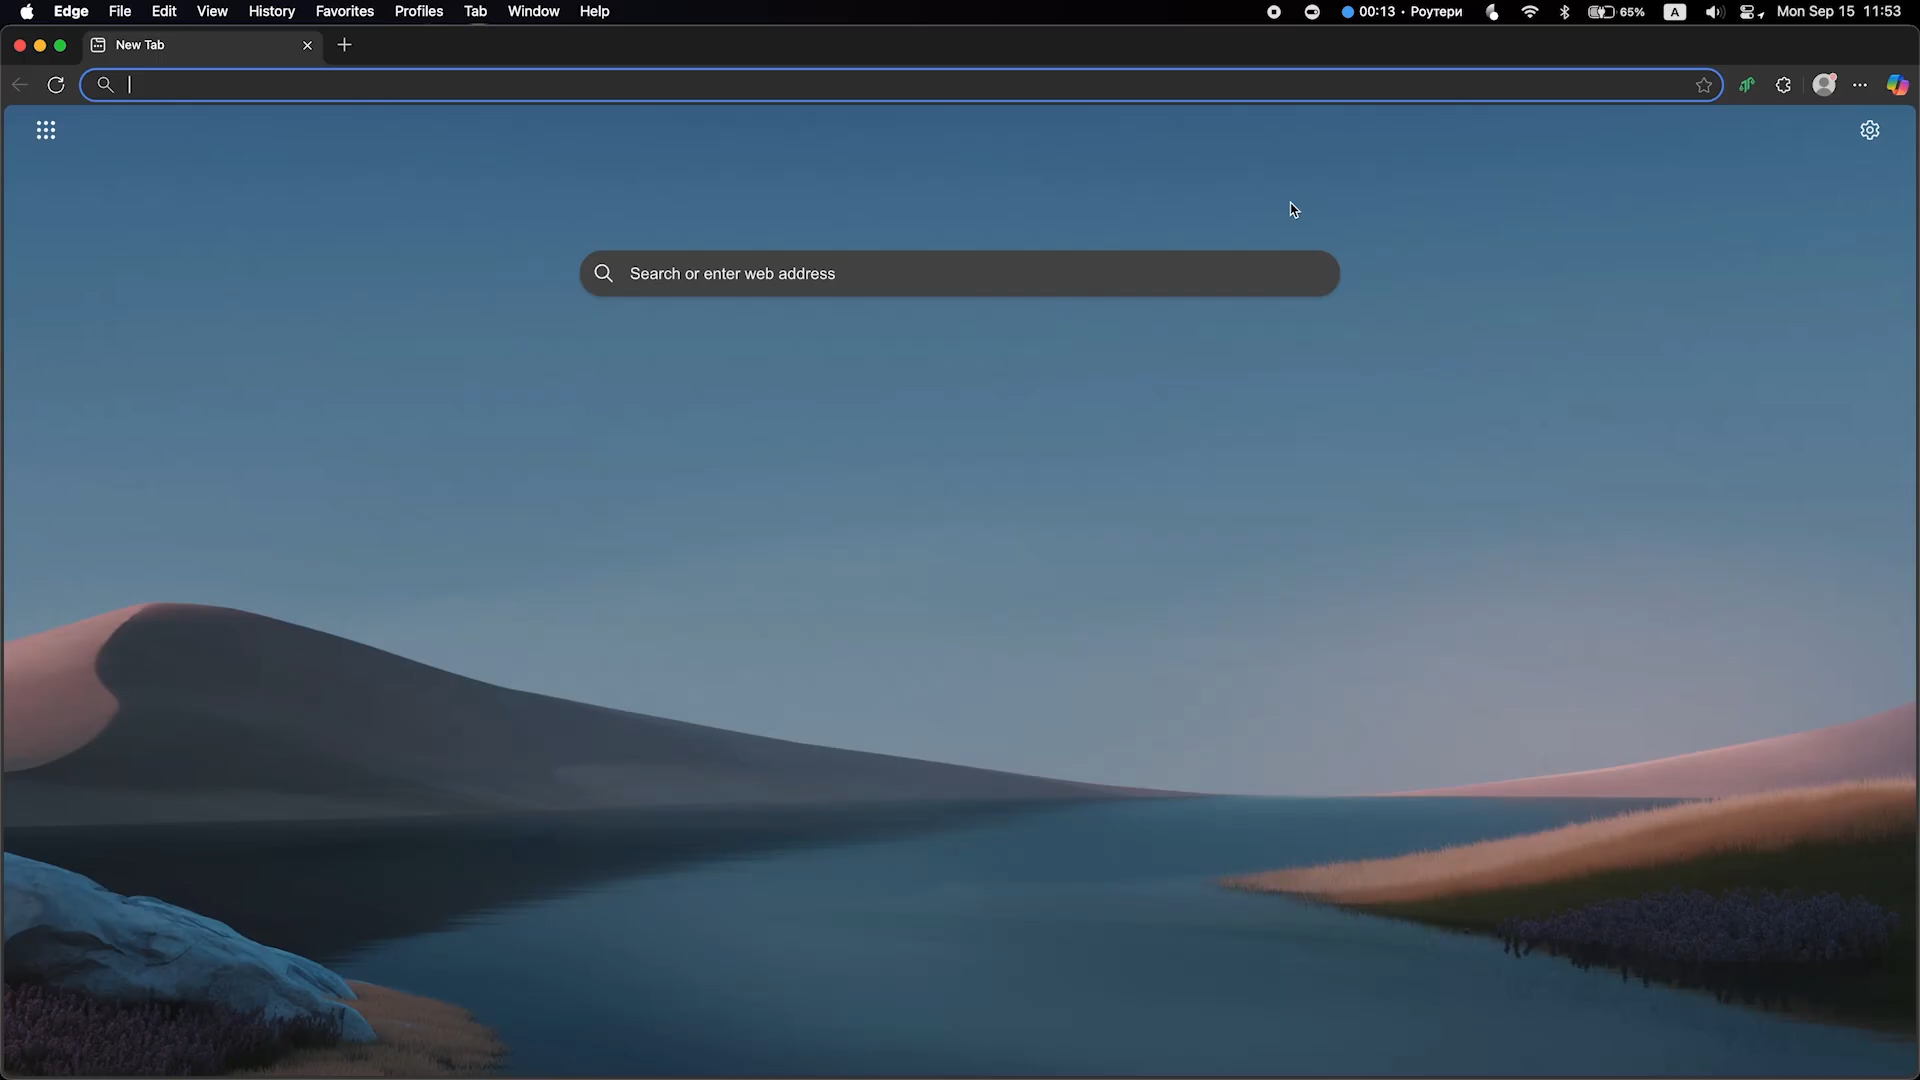 Edge File Edit View History Favorites Profiles Tab Window Help 00:13 • Роутери 65% A Mon Sep 15 11:53
New Tab
Search or enter web address